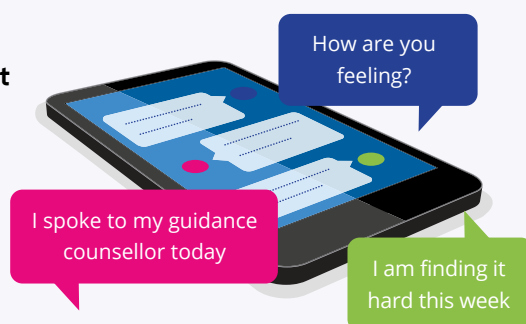 t
How are you
feeling?
I spoke to my guidance
counsellor today
I am finding it
hard this week